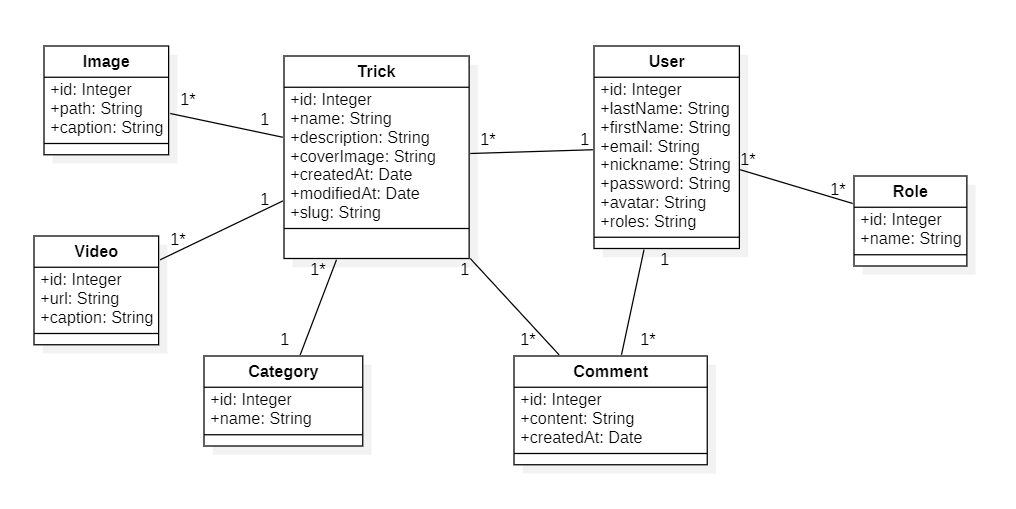 Image
+id: Integer
+path: String
+caption: String
1*
1
Trick
+id: Integer
+name: String
+description: String
+coverImage: String
+createdAt: Date
+modifiedAt: Date
+slug: String
1*
1
User
+id: Integer
+lastName: String
+firstName: String
+email: String
+nickname: String
+password: String
+avatar: String
+roles: String
1*
1*
Role
+id: Integer
+name: String
Video
+id: Integer
+url: String
+caption: String
1*
1
1*
1
Category
+id: Integer
+name: String
1
1*
1
1*
Comment
+id: Integer
+content: String
+createdAt: Date